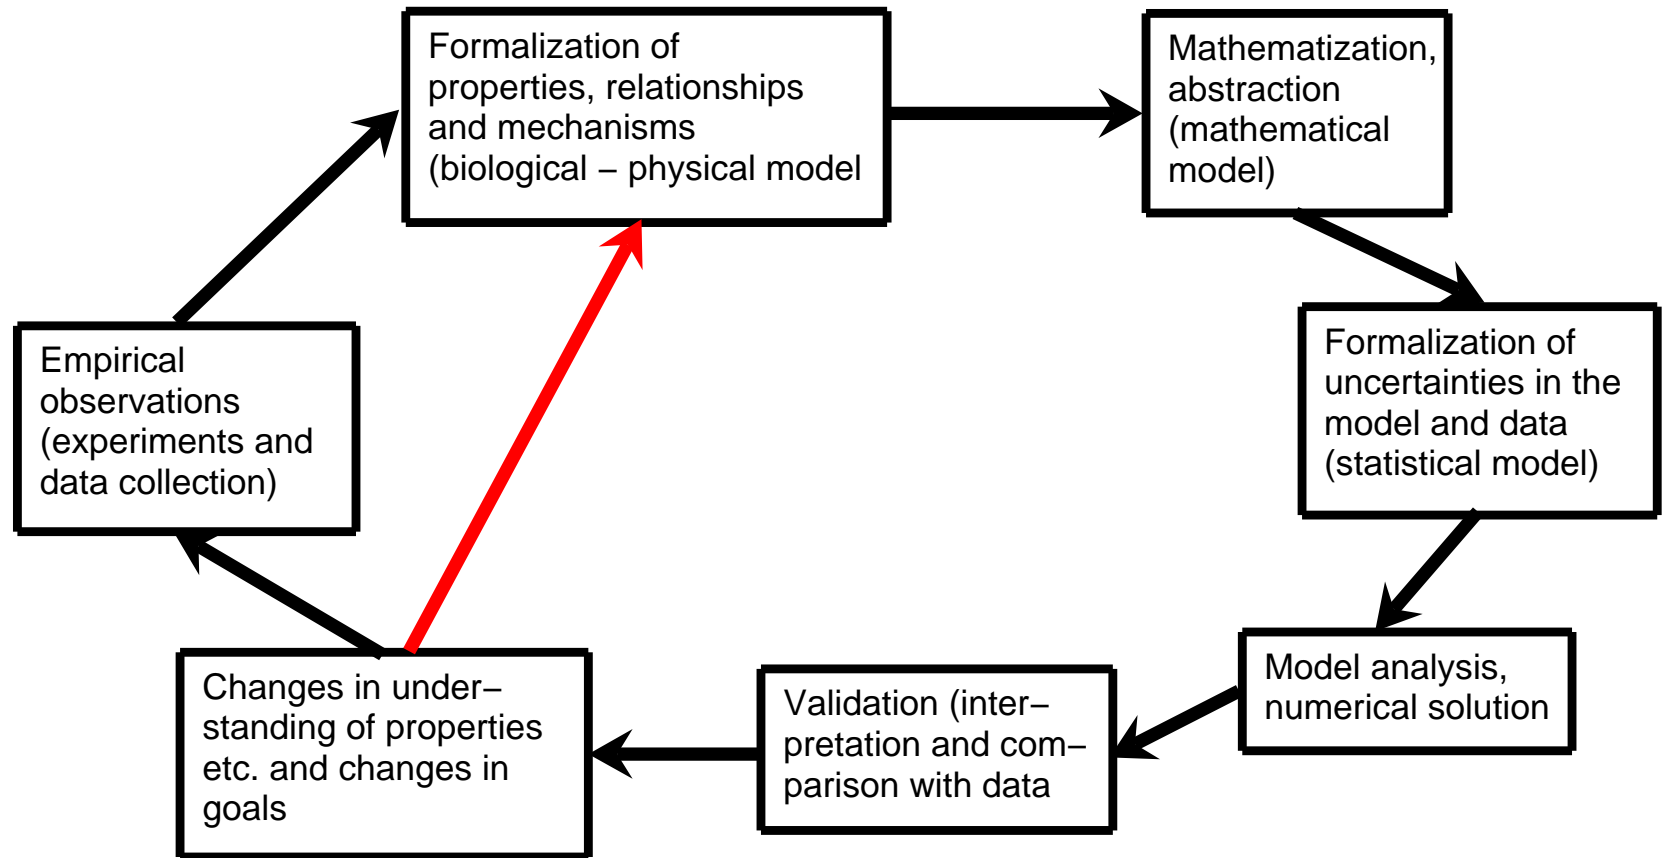 Formalization of
properties, relationships
and mechanisms
(biological – physical model
Mathematization,
abstraction
(mathematical
model)
Empirical
observations
(experiments and
data collection)
Formalization of
uncertainties in the
model and data
(statistical model)
Changes in under–
standing of properties
etc. and changes in
goals
Validation (inter–
pretation and com–
parison with data
Model analysis,
numerical solution